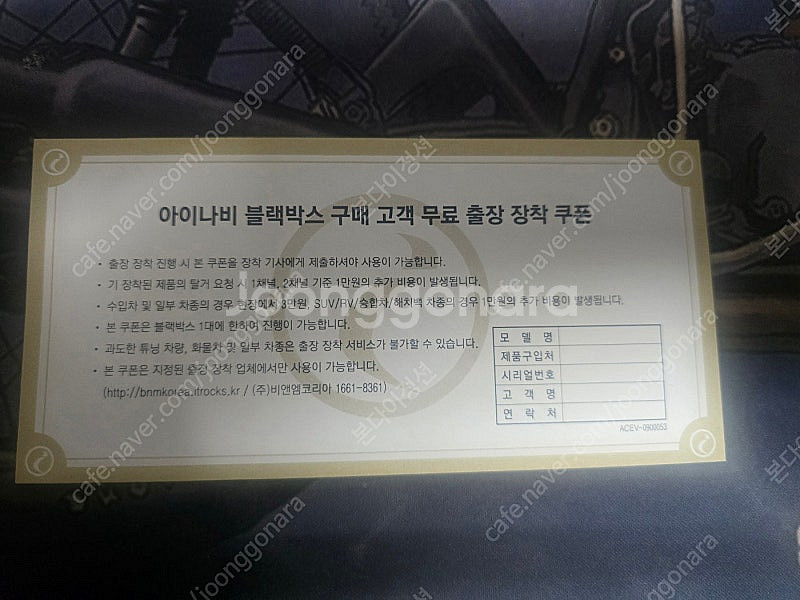 아이나비 블랙박스 구매 고객 무료 출장 장착 쿠폰
• 출장 장착 진행 시 본 쿠폰을 장착 기사에게 제출하셔야 사용이 가능합니다.
• 기 장착된 제품의 탈거 요청 시 1채널, 2채널 기준 1만원의 추가 비용이 발생됩니다.
• 수입차 및 일부 차종의 경우 현장에서 3만원, SUV/RV/승합차/해치백 차종의 경우 1만원의 추가 비용이 발생됩니다.
• 본 쿠폰은 블랙박스 1대에 한하여 진행이 가능합니다.
• 과도한 튜닝 차량, 화물차 및 일부 차종은 출장 장착 서비스가 불가할 수 있습니다.
• 본 쿠폰은 지정된 출장 장착 업체에서만 사용이 가능합니다.
(http://bnmkorea.itrocks.kr / (주)비앤엠코리아 1661-8361)
모 델 명
제품구입처
시리얼번호
고 객 명
연 락 처
ACEV-0900053
Joonggonara
cafe.naver.com/joonggonara
본다이정션